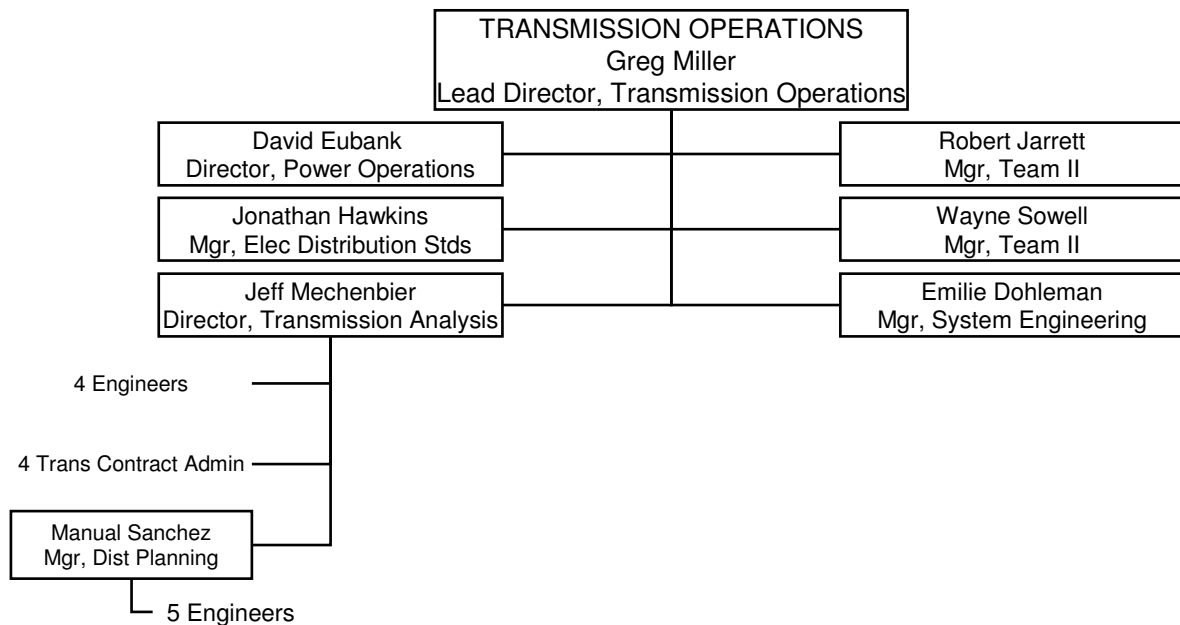 TRANSMISSION OPERATIONS
Greg Miller
Lead Director, Transmission Operations
David Eubank
Director, Power Operations
Robert Jarrett
Mgr, Team II
Jonathan Hawkins
Mgr, Elec Distribution Stds
Wayne Sowell
Mgr, Team II
Jeff Mechenbier
Director, Transmission Analysis
Emilie Dohleman
Mgr, System Engineering
4 Engineers
4 Trans Contract Admin
Manual Sanchez
Mgr, Dist Planning
5 Engineers